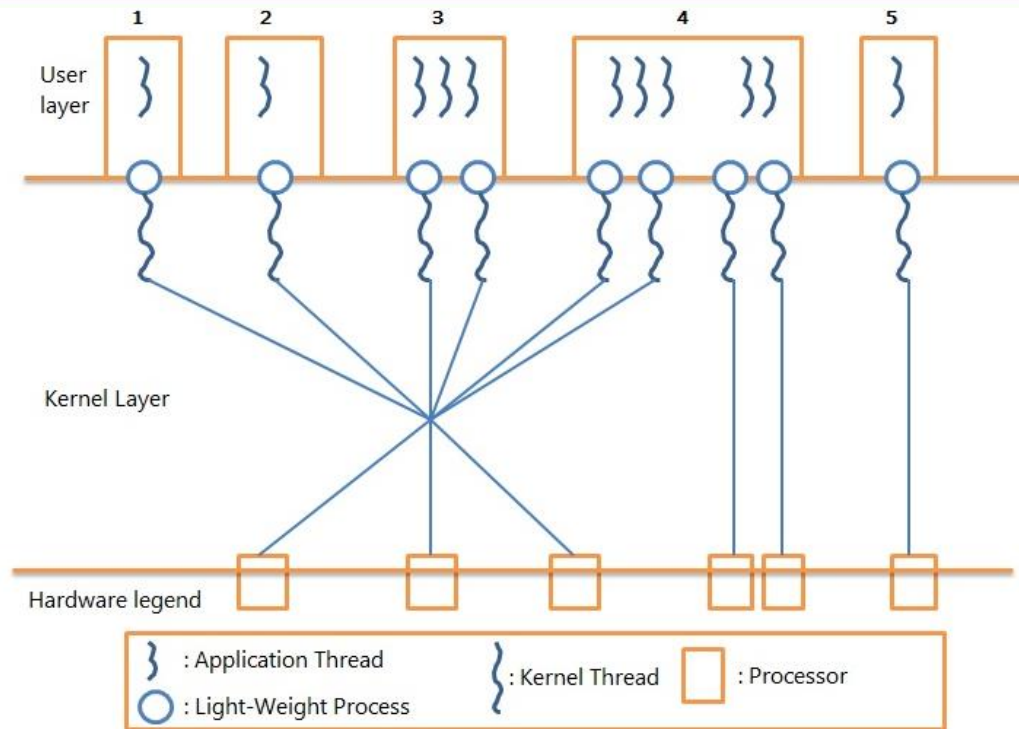 1 2 3 4 5
User
layer
Kernel Layer
Hardware legend
: Application Thread
: Kernel Thread
: Processor
: Light-Weight Process